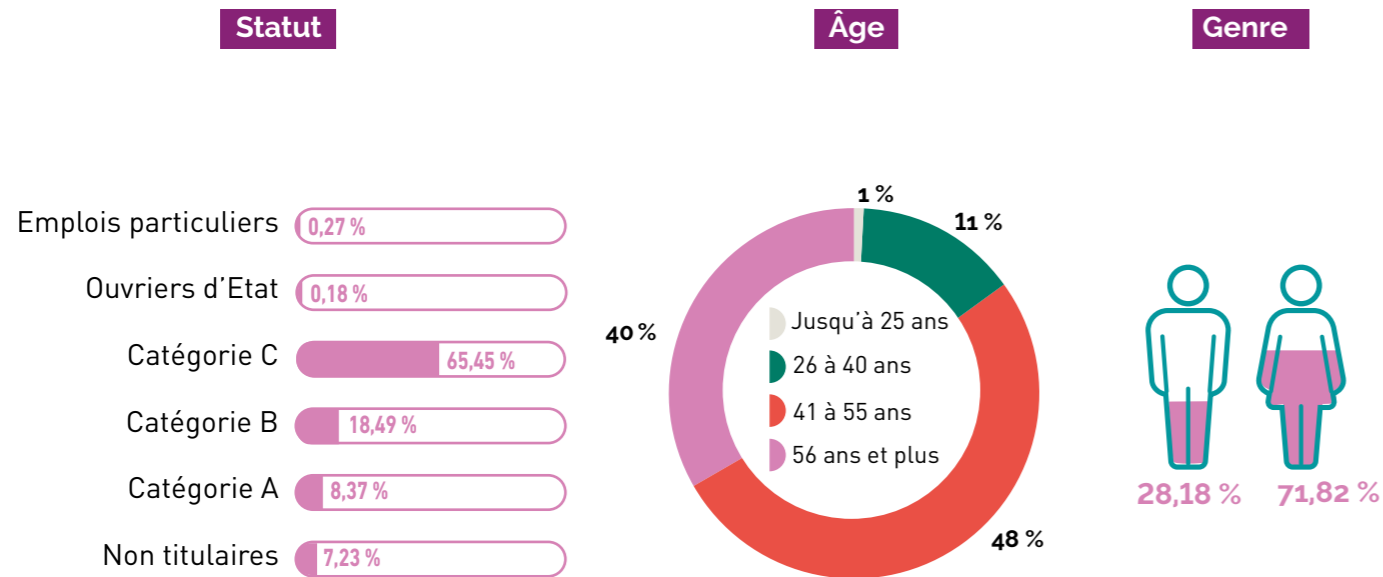 Statut
Emplois particuliers 0,27 %
Ouvriers d'Etat 0,18 %
Catégorie C 65,45 %
Catégorie B 18,49 %
Catégorie A 8,37 %
Non titulaires 7,23 %
Âge
1 %
11 %
40 %
48 %
Jusqu'à 25 ans
26 à 40 ans
41 à 55 ans
56 ans et plus
Genre
28,18 %
71,82 %